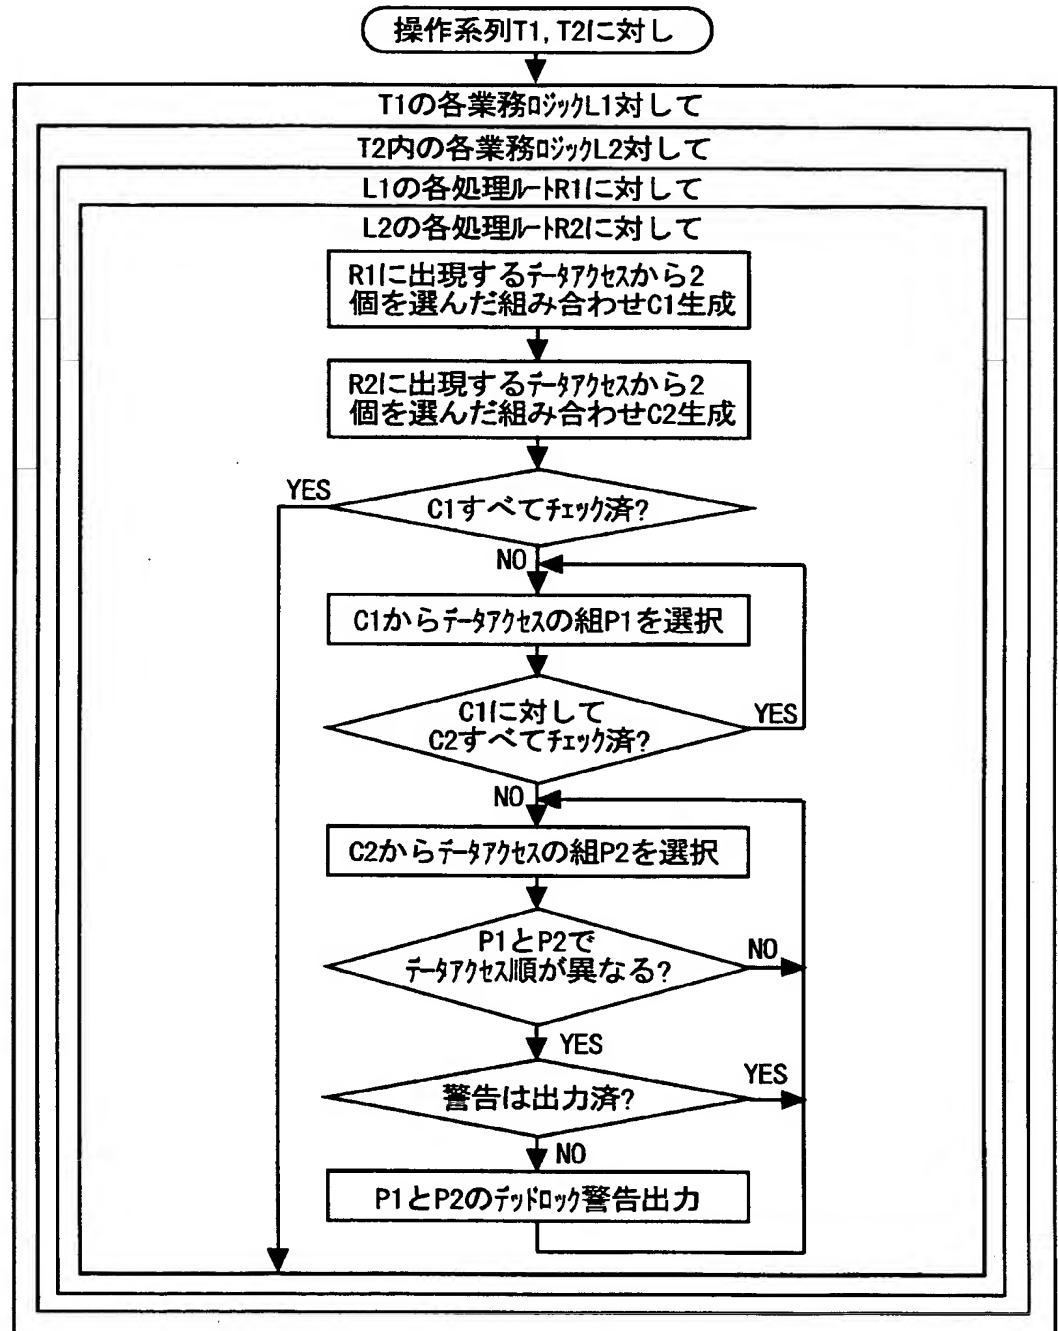 操作系列T1, T2に対し
T1の各業務ﾛｼﾞｯｸL1対して
T2内の各業務ﾛｼﾞｯｸL2対して
L1の各処理ﾙｰﾄR1に対して
L2の各処理ﾙｰﾄR2に対して
R1に出現するﾃﾞｰﾀｱｸｾｽから2
個を選んだ組み合わせC1生成
R2に出現するﾃﾞｰﾀｱｸｾｽから2
個を選んだ組み合わせC2生成
YES
C1すべてﾁｪｯｸ済?
NO
C1からﾃﾞｰﾀｱｸｾｽの組P1を選択
C1に対して
YES
C2すべてﾁｪｯｸ済?
NO
C2からﾃﾞｰﾀｱｸｾｽの組P2を選択
P1とP2で
NO
ﾃﾞｰﾀｱｸｾｽ順が異なる?
YES
YES
警告は出力済?
NO
P1とP2のﾃﾞｯﾄﾞﾛｯｸ警告出力